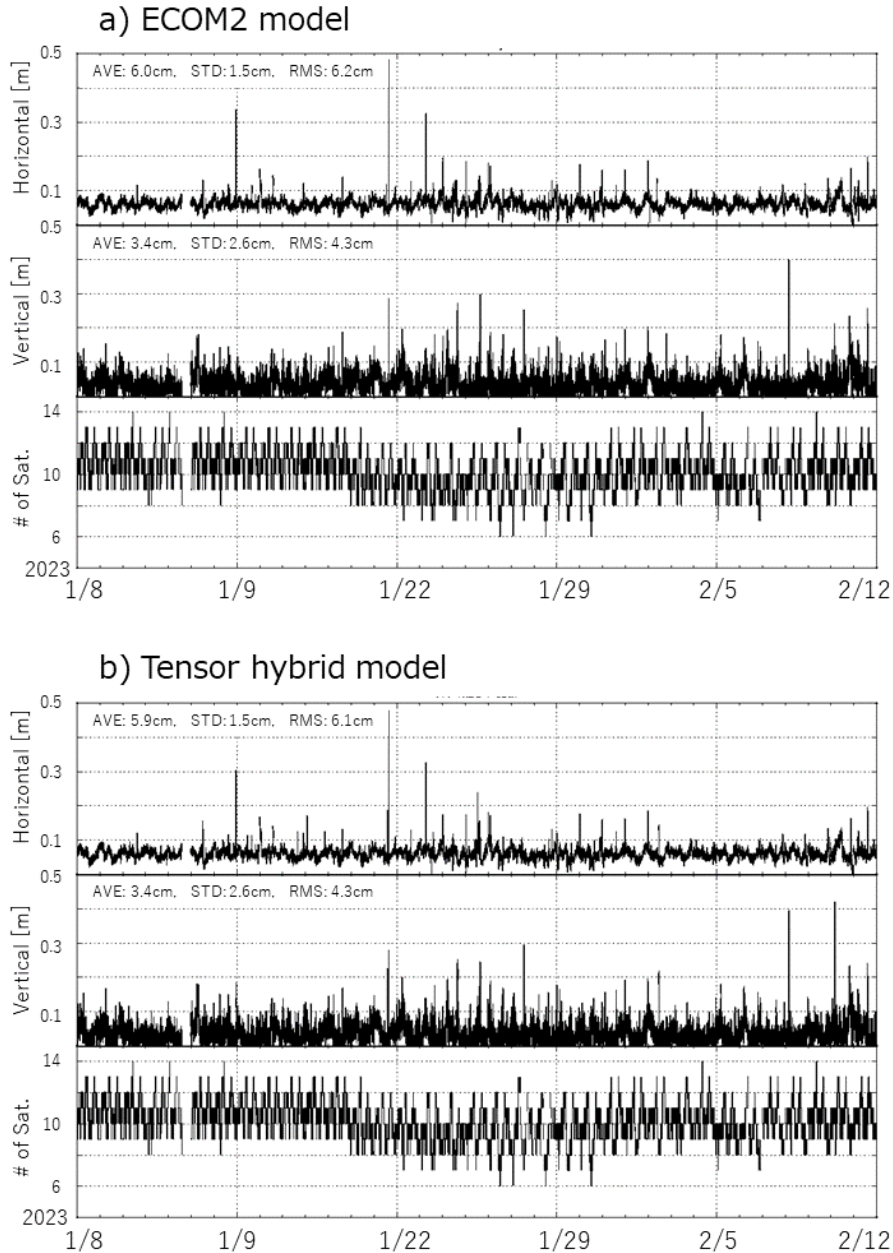 a) ECOM2 model
0.5
AVE: 6.0cm, STD: 1.5cm, RMS: 6.2cm
Horizontal [m]
0.3
0.1
0.5
AVE: 3.4cm, STD: 2.6cm, RMS: 4.3cm
Vertical [m]
0.3
0.1
14
# of Sat.
10
6
2023
1/8 1/9 1/22 1/29 2/5 2/12
b) Tensor hybrid model
0.5
AVE: 5.9cm, STD: 1.5cm, RMS: 6.1cm
Horizontal [m]
0.3
0.1
0.5
AVE: 3.4cm, STD: 2.6cm, RMS: 4.3cm
Vertical [m]
0.3
0.1
14
# of Sat.
10
6
2023
1/8 1/9 1/22 1/29 2/5 2/12